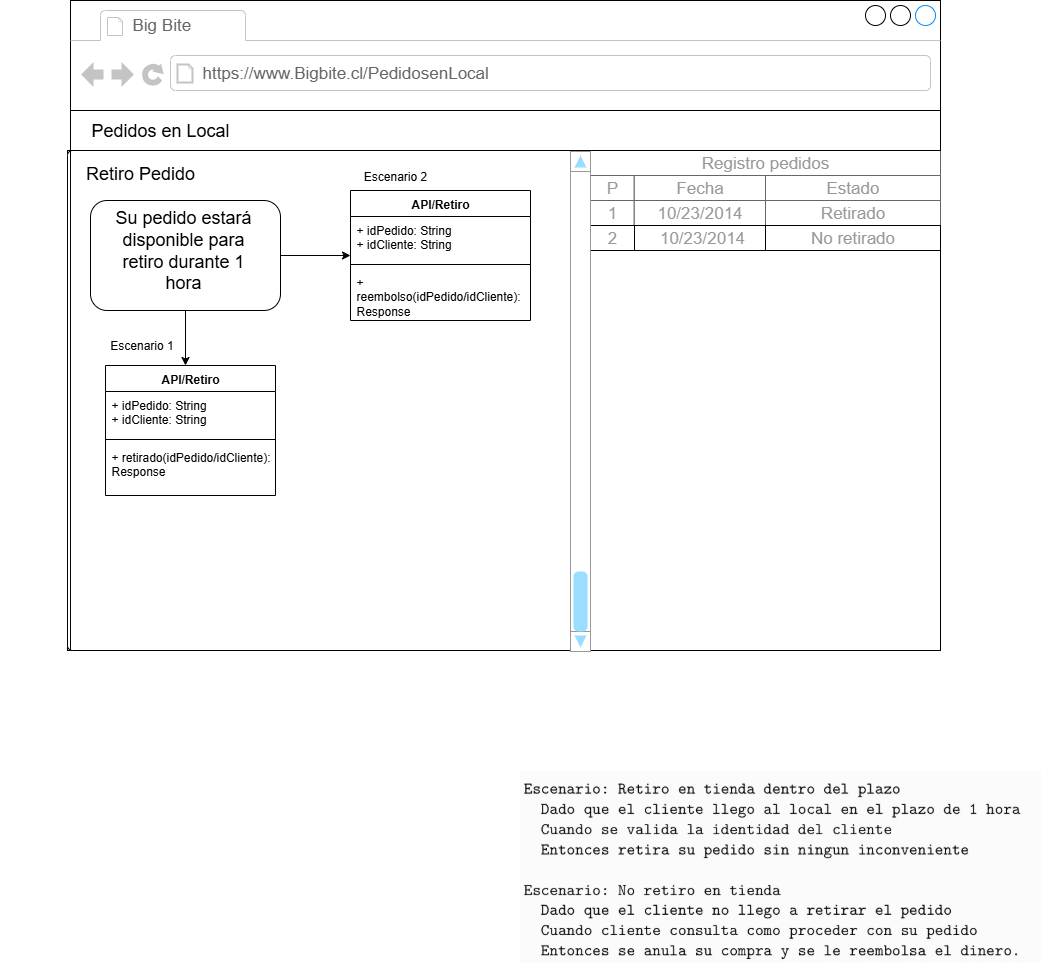 Big Bite
https://www.Bigbite.cl/PedidosenLocal
Pedidos en Local
Retiro Pedido
Su pedido estará
disponible para
retiro durante 1
hora
Escenario 2
API/Retiro
+ idPedido: String
+ idCliente: String
+
reembolso(idPedido/idCliente):
Response
Escenario 1
API/Retiro
+ idPedido: String
+ idCliente: String
+ retirado(idPedido/idCliente):
Response
Registro pedidos
P Fecha Estado
1 10/23/2014 Retirado
2 10/23/2014 No retirado
Escenario: Retiro en tienda dentro del plazo
Dado que el cliente llego al local en el plazo de 1 hora
Cuando se valida la identidad del cliente
Entonces retira su pedido sin ningun inconveniente
Escenario: No retiro en tienda
Dado que el cliente no llego a retirar el pedido
Cuando cliente consulta como proceder con su pedido
Entonces se anula su compra y se le reembolsa el dinero.